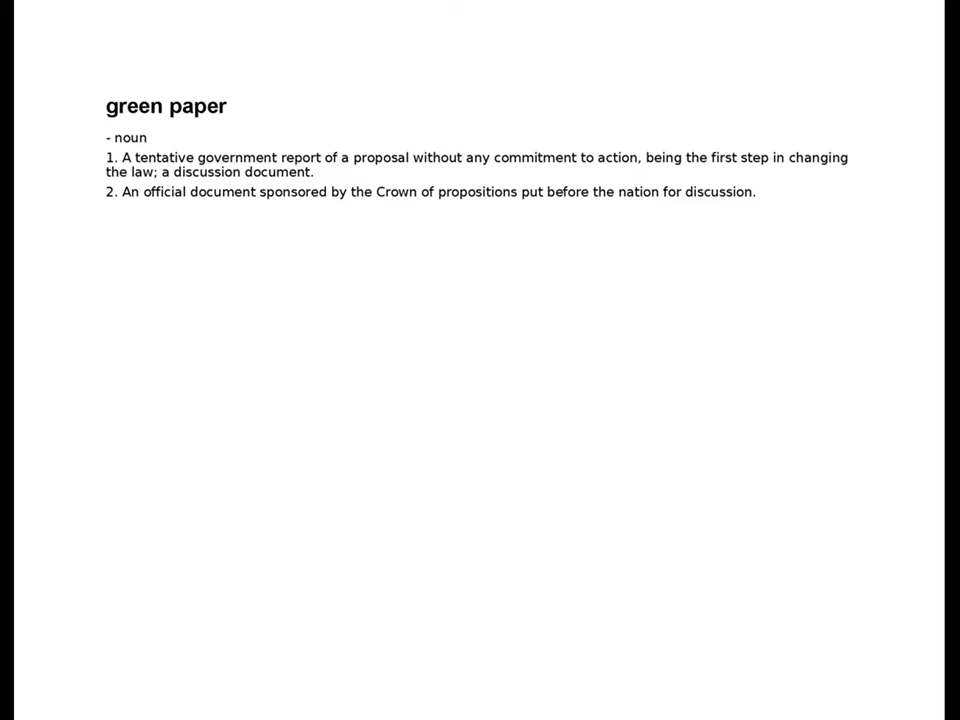 green paper
- noun
1. A tentative government report of a proposal without any commitment to action, being the first step in changing
the law; a discussion document.
2. An official document sponsored by the Crown of propositions put before the nation for discussion.